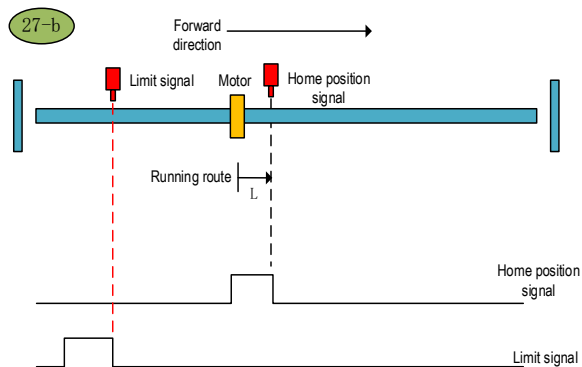 27-b
Forward
direction
Limit signal
Motor
Home position
signal
Running route
L
Home position
signal
Limit signal